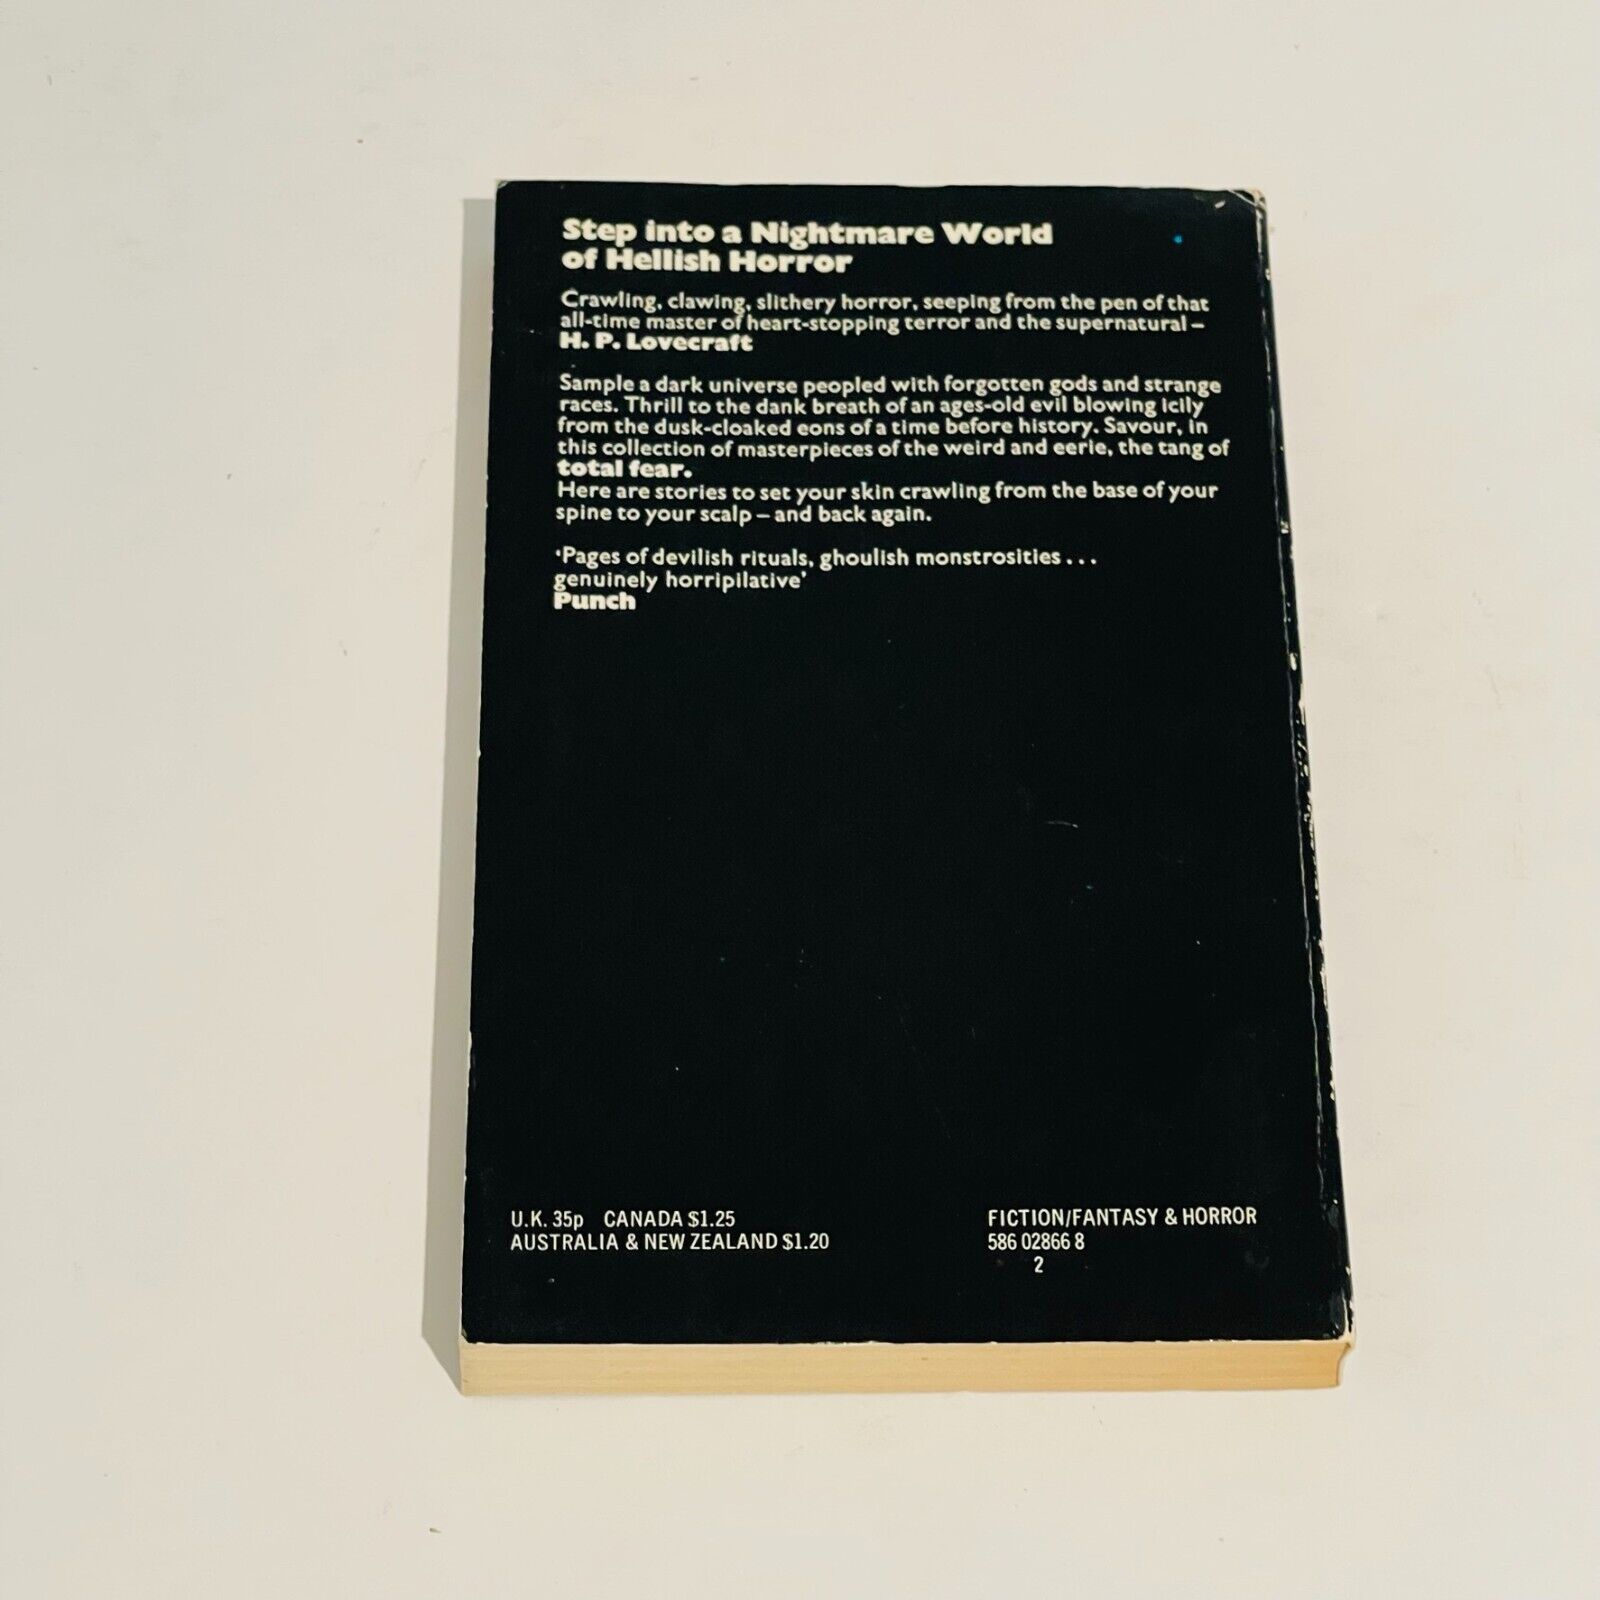 Step into a Nightmare World
of Hellish Horror
Crawling, clawing, slithery horror, seeping from the pen of that
all-time master of heart-stopping terror and the supernatural –
H. P. Lovecraft
Sample a dark universe peopled with forgotten gods and strange
races. Thrill to the dank breath of an ages-old evil blowing icily
from the dusk-cloaked eons of a time before history. Savour, in
this collection of masterpieces of the weird and eerie, the tang of
total fear.
Here are stories to set your skin crawling from the base of your
spine to your scalp – and back again.
‘Pages of devilish rituals, ghoulish monstrosities . . .
genuinely horripilative’
Punch
U.K. 35p CANADA $1.25
AUSTRALIA & NEW ZEALAND $1.20
FICTION/FANTASY & HORROR
586 02866 8
2